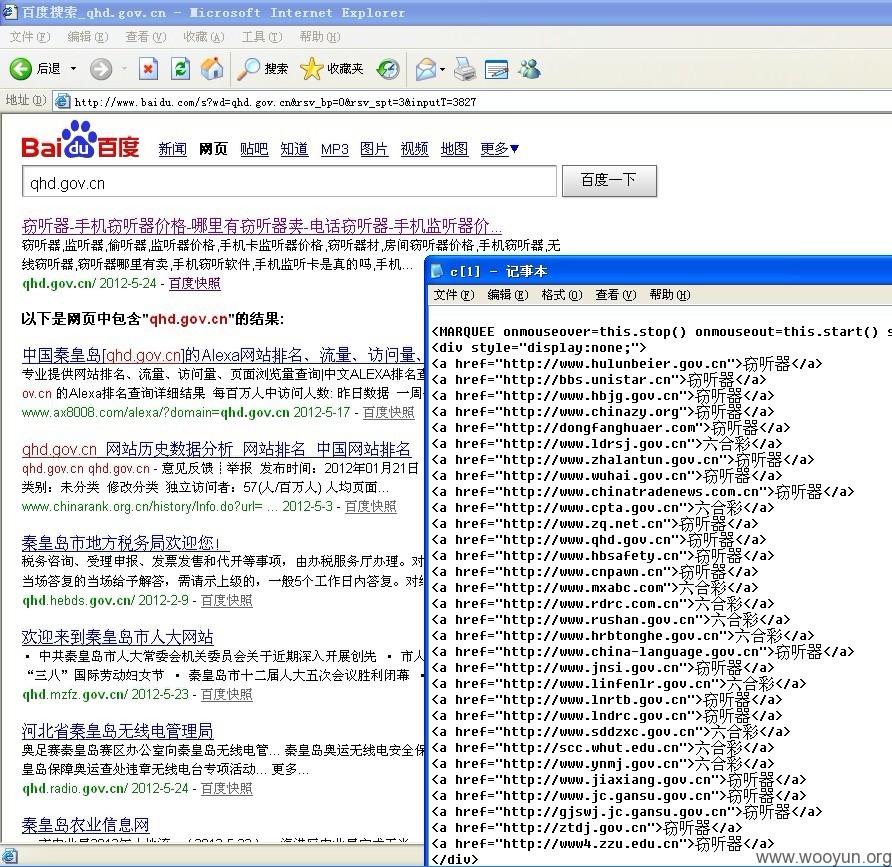 百度搜索_qhd.gov.cn - Microsoft Internet Explorer
文件(F) 编辑(E) 查看(V) 收藏(A) 工具(T) 帮助(H)
后退 搜索 收藏夹
地址(D) http://www.baidu.com/s?wd=qhd.gov.cn&rsv_bp=0&rsv_spt=3&inputT=3827
Bai du 百度 新闻 网页 贴吧 知道 MP3 图片 视频 地图 更多▼
qhd.gov.cn 百度一下
窃听器-手机窃听器价格-哪里有窃听器卖-电话窃听器-手机监听器价...
窃听器,监听器,偷听器,监听器价格,手机卡监听器价格,窃听器材,房间窃听器价格,手机窃听器,无
线窃听器,窃听器哪里有卖,手机窃听软件,手机监听卡是真的吗,手机...
qhd.gov.cn/ 2012-5-24 - 百度快照
以下是网页中包含"qhd.gov.cn"的结果:
中国秦皇岛[qhd.gov.cn]的Alexa网站排名、流量、访问量、
专业提供网站排名、流量、访问量、页面浏览量查询|中文ALEXA排名查
ov.cn 的Alexa排名查询详细结果 每百万人中访问人数: 昨日数据 一周
www.ax8008.com/alexa/?domain=qhd.gov.cn 2012-5-17 - 百度快照
qhd.gov.cn_网站历史数据分析_网站排名_中国网站排名
qhd.gov.cn qhd.gov.cn - 意见反馈┊举报 发布时间: 2012年01月21日
类别: 未分类 修改分类 独立访问者: 57(人/百万人) 人均页面...
www.chinarank.org.cn/history/Info.do?url= ... 2012-5-3 - 百度快照
秦皇岛市地方税务局欢迎您!
税务咨询、受理申报、发票发售和代开等事项，由办税服务厅办理。对
当场答复的当场给予解答，需请示上级的，一般5个工作日内答复。对
qhd.hebds.gov.cn/ 2012-2-9 - 百度快照
欢迎来到秦皇岛市人大网站
▪ 中共秦皇岛市人大常委会机关委员会关于近期深入开展创先 ▪ 市人
“三八”国际劳动妇女节 ▪ 秦皇岛市十二届人大五次会议胜利闭幕 ▪
qhd.mzfz.gov.cn/ 2012-5-23 - 百度快照
河北省秦皇岛无线电管理局
奥足赛秦皇岛赛区办公室向秦皇岛无线电管... 秦皇岛奥运无线电安全保
皇岛保障奥运查处违章无线电台专项活动... 更多...
qhd.radio.gov.cn/ 2012-5-24 - 百度快照
秦皇岛农业信息网
c[1] - 记事本
文件(F) 编辑(E) 格式(O) 查看(V) 帮助(H)
<MARQUEE onmouseover=this.stop() onmouseout=this.start() s
<div style="display:none;">
<a href="http://www.hulunbeier.gov.cn">窃听器</a>
<a href="http://bbs.unistar.cn">窃听器</a>
<a href="http://www.hbjg.gov.cn">窃听器</a>
<a href="http://www.chinazy.org">窃听器</a>
<a href="http://dongfanghuaer.com">窃听器</a>
<a href="http://www.ldrsj.gov.cn">六合彩</a>
<a href="http://www.zhalantun.gov.cn">窃听器</a>
<a href="http://www.wuhai.gov.cn">窃听器</a>
<a href="http://www.chinatradenews.com.cn">窃听器</a>
<a href="http://www.cpta.gov.cn">六合彩</a>
<a href="http://www.zq.net.cn">窃听器</a>
<a href="http://www.qhd.gov.cn">窃听器</a>
<a href="http://www.hbsafety.cn">窃听器</a>
<a href="http://www.cnpawn.cn">窃听器</a>
<a href="http://www.mxabc.com">六合彩</a>
<a href="http://www.rdrc.com.cn">六合彩</a>
<a href="http://www.rushan.gov.cn">六合彩</a>
<a href="http://www.hrbtonghe.gov.cn">六合彩</a>
<a href="http://www.china-language.gov.cn">窃听器</a>
<a href="http://www.jnsi.gov.cn">窃听器</a>
<a href="http://www.linfenlr.gov.cn">六合彩</a>
<a href="http://www.lnrtb.gov.cn">窃听器</a>
<a href="http://www.lndrc.gov.cn">窃听器</a>
<a href="http://www.sddzxc.gov.cn">六合彩</a>
<a href="http://scc.whut.edu.cn">六合彩</a>
<a href="http://www.ynmj.gov.cn">六合彩</a>
<a href="http://www.jiaxiang.gov.cn">窃听器</a>
<a href="http://www.jc.gansu.gov.cn">窃听器</a>
<a href="http://gjswj.jc.gansu.gov.cn">窃听器</a>
<a href="http://ztdj.gov.cn">窃听器</a>
<a href="http://www4.zzu.edu.cn">窃听器</a>
</div>
www.wooyun.org